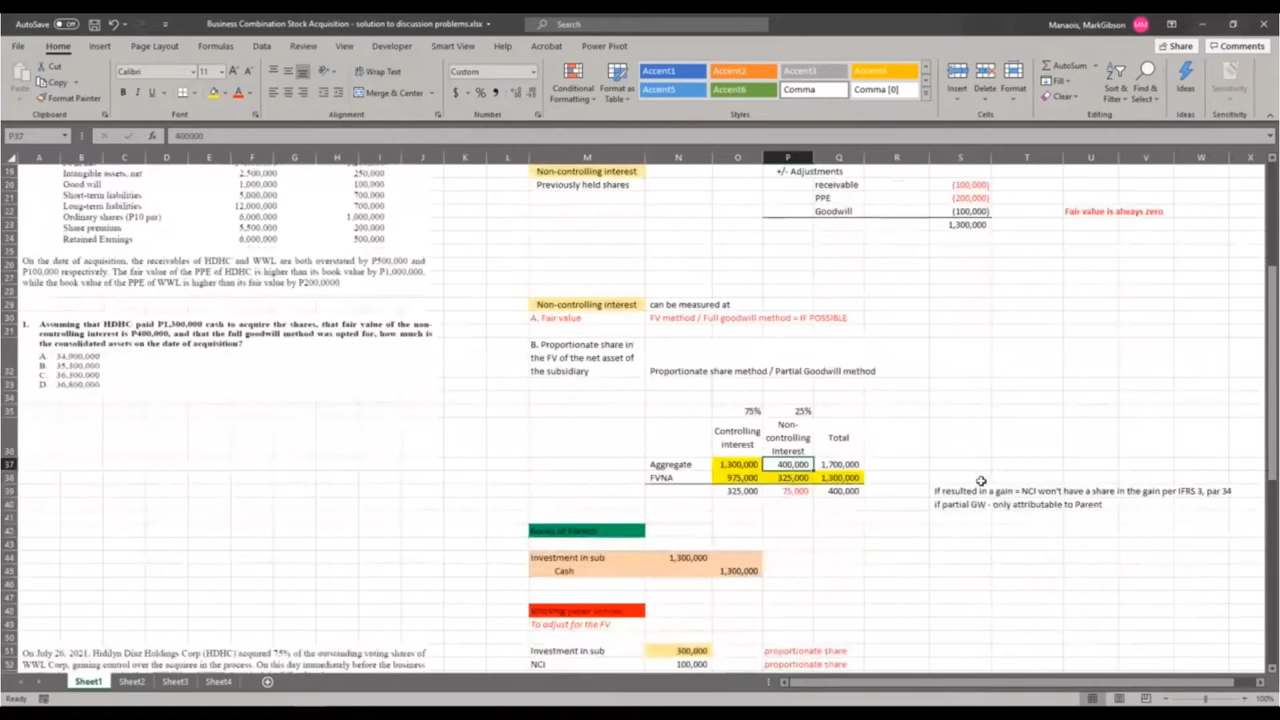 AutoSave Off Business Combination Stock Acquisition - solution to discussion problems.xlsx Search Manaois, MarkGibson MM
File Home Insert Page Layout Formulas Data Review View Developer Smart View Help Acrobat Power Pivot Share Comments
Paste Cut Copy Format Painter Clipboard
Calibri 11 B I U Font
Wrap Text Merge & Center Alignment
Custom $ % Number
Conditional Formatting Format as Table Accent1 Accent2 Accent3 Accent4 Accent5 Accent6 Comma Comma [0] Styles
Insert Delete Format Cells
AutoSum Fill Clear Sort & Filter Find & Select Editing
Ideas Ideas
Sensitivity Sensitivity
P37 fx 400000
A B C D E F G H I J K L M N O P Q R S T U V W X
Intangible assets, net 2,500,000 250,000
Good will 1,000,000 100,000
Short-term liabilities 5,000,000 700,000
Long-term liabilities 12,000,000 700,000
Ordinary shares (P10 par) 6,000,000 1,000,000
Share premium 5,500,000 200,000
Retained Earnings 6,000,000 500,000
On the date of acquisition, the receivables of HDHC and WWL are both overstated by P500,000 and
P100,000 respectively. The fair value of the PPE of HDHC is higher than its book value by P1,000,000,
while the book value of the PPE of WWL is higher than its fair value by P200,0000
1. Assuming that HDHC paid P1,300,000 cash to acquire the shares, that fair value of the non-
controlling interest is P400,000, and that the full goodwill method was opted for, how much is
the consolidated assets on the date of acquisition?
A. 34,900,000
B. 35,300,000
C. 36,300,000
D. 36,800,000
On July 26, 2021, Hidilyn Diaz Holdings Corp (HDHC) acquired 75% of the outstanding voting shares of
WWL Corp, gaining control over the acquiree in the process. On this day immediately before the business
Non-controlling interest +/- Adjustments
Previously held shares receivable (100,000)
PPE (200,000)
Goodwill (100,000) Fair value is always zero
1,300,000
Non-controlling interest can be measured at
A. Fair value FV method / Full goodwill method = IF POSSIBLE
B. Proportionate share in
the FV of the net asset of
the subsidiary Proportionate share method / Partial Goodwill method
75% 25%
Controlling interest Non-controlling interest Total
Aggregate 1,300,000 400,000 1,700,000
FVNA 975,000 325,000 1,300,000
325,000 75,000 400,000
If resulted in a gain = NCI won't have a share in the gain per IFRS 3, par 34
if partial GW - only attributable to Parent
Books of Parent
Investment in sub 1,300,000
Cash 1,300,000
Working paper entries
To adjust for the FV
Investment in sub 300,000 proportionate share
NCI 100,000 proportionate share
Sheet1 Sheet2 Sheet3 Sheet4
Ready 100%